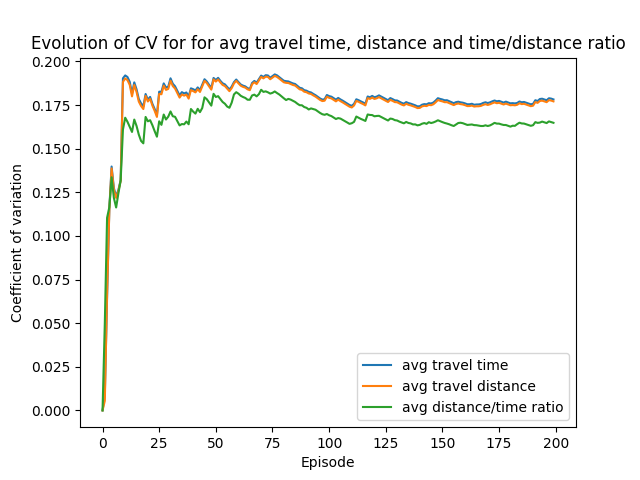 Evolution of CV for for avg travel time, distance and time/distance ratio
0.200
0.175
0.150
0.125
0.100
0.075
0.050
0.025
0.000
Coefficient of variation
avg travel time
avg travel distance
avg distance/time ratio
0 25 50 75 100 125 150 175 200
Episode